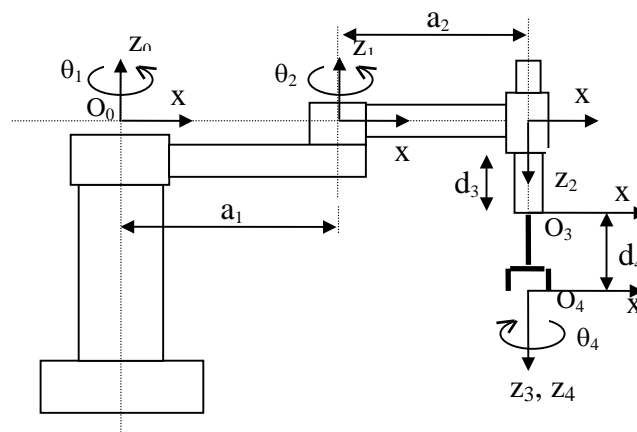 a₂
z₀
z₁
θ₁
θ₂
O₀
x
x
x
z₂
d₃
x
a₁
O₃
d₄
O₄
x
θ₄
z₃, z₄